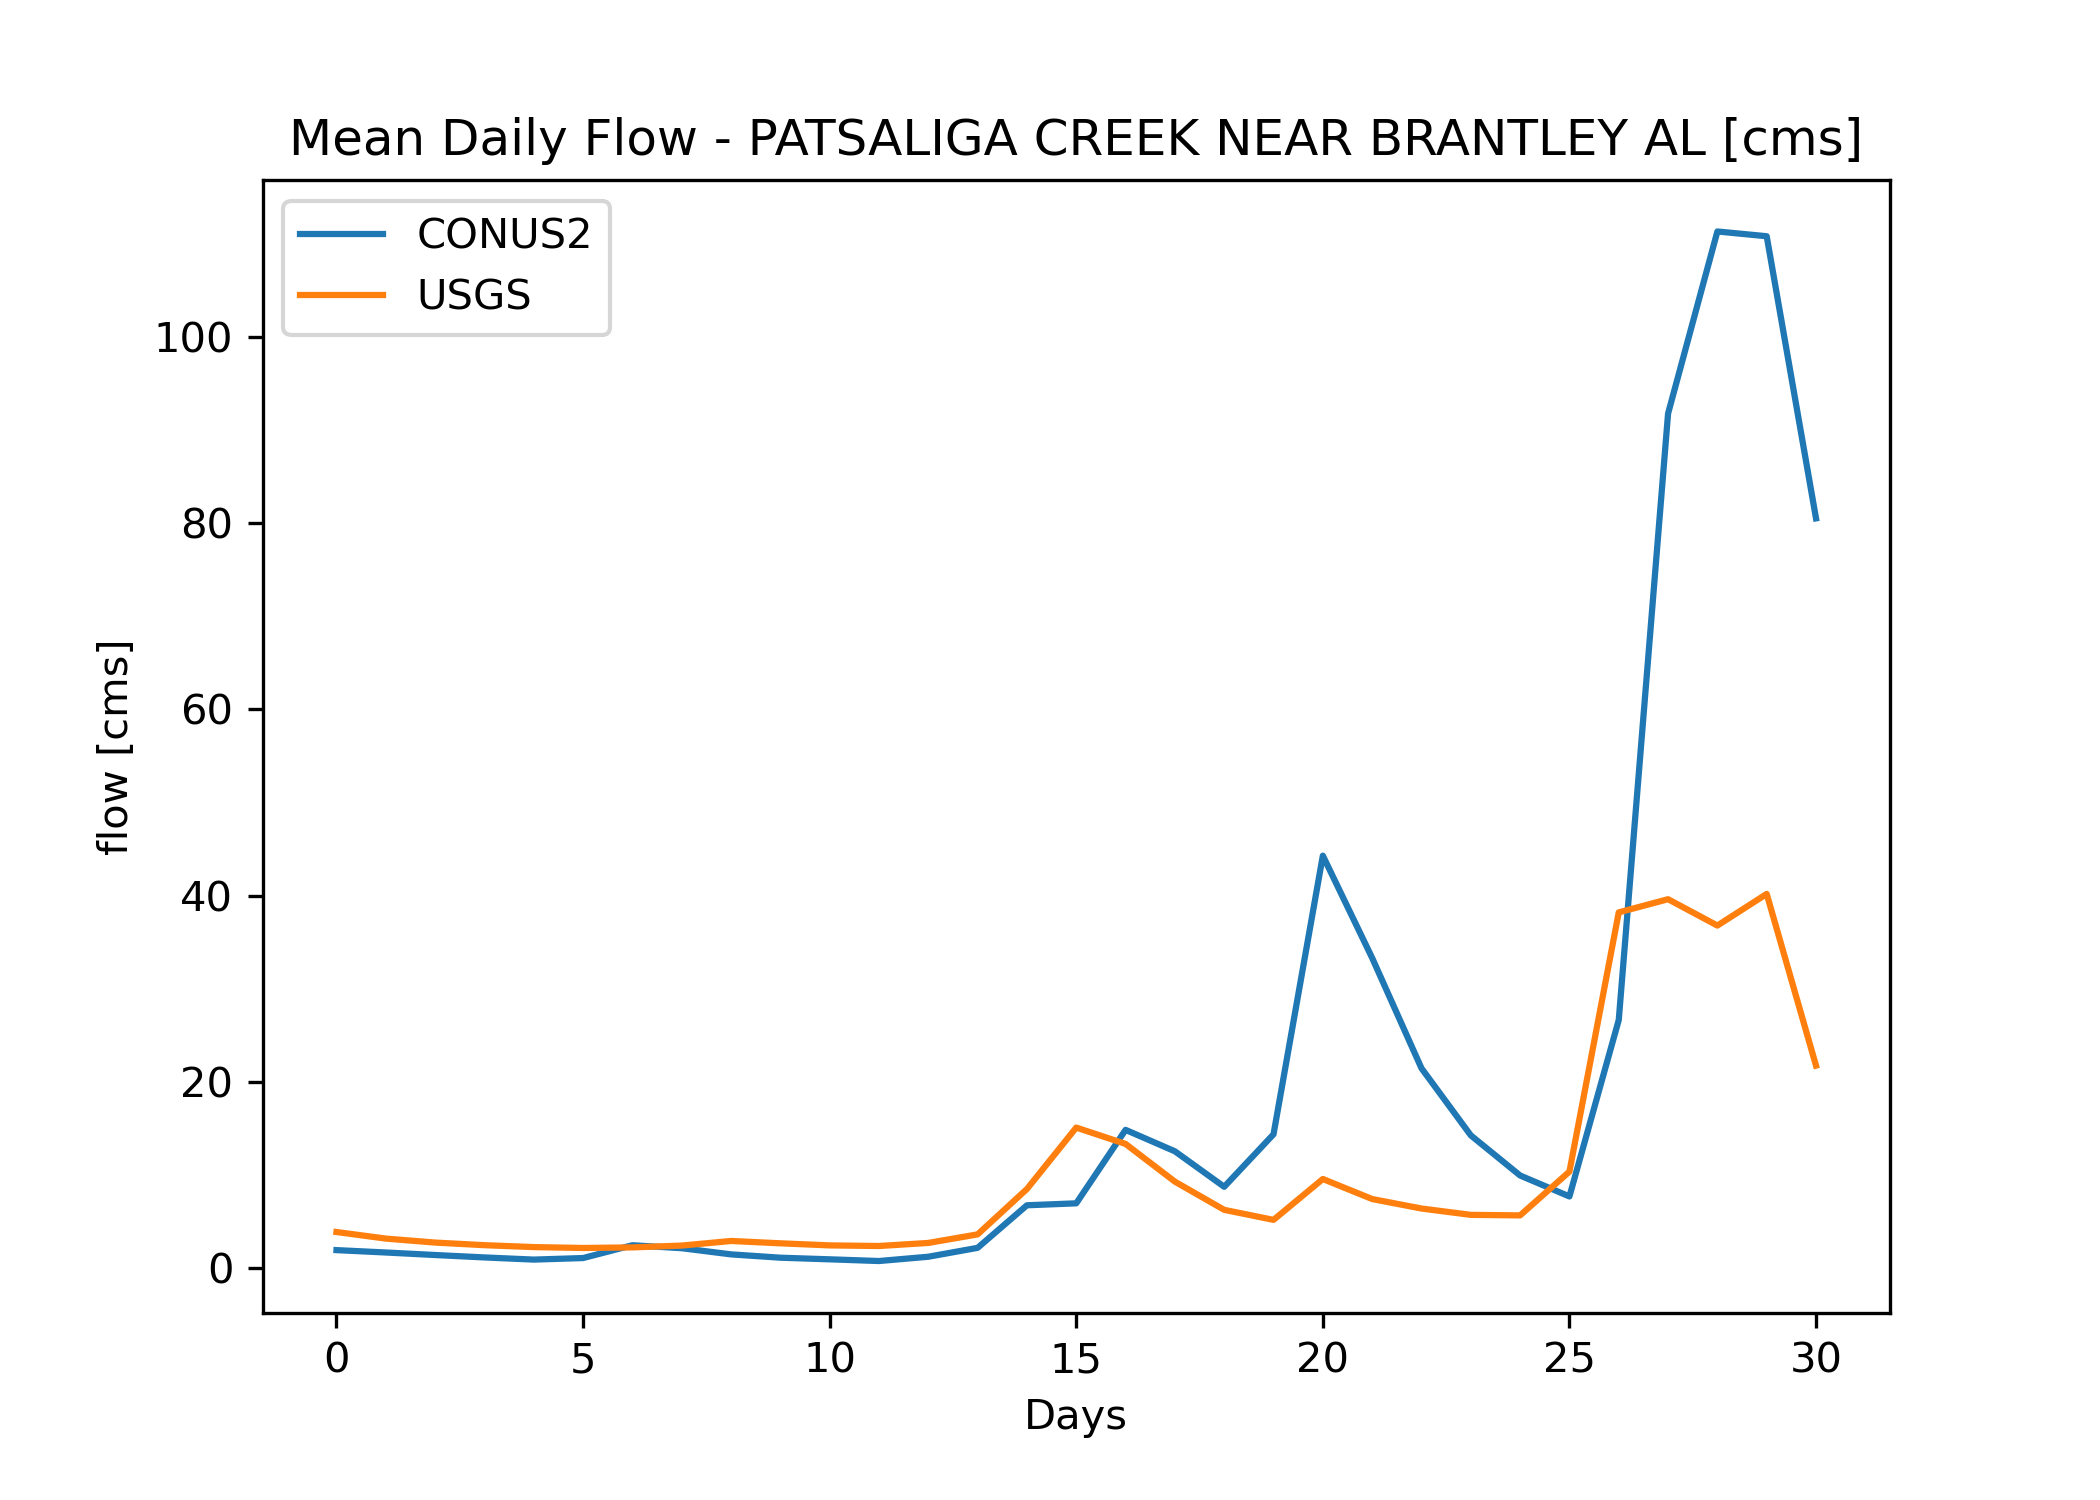 Mean Daily Flow - PATSALIGA CREEK NEAR BRANTLEY AL [cms]
CONUS2
USGS
100
80
60
40
20
0
flow [cms]
0 5 10 15 20 25 30
Days